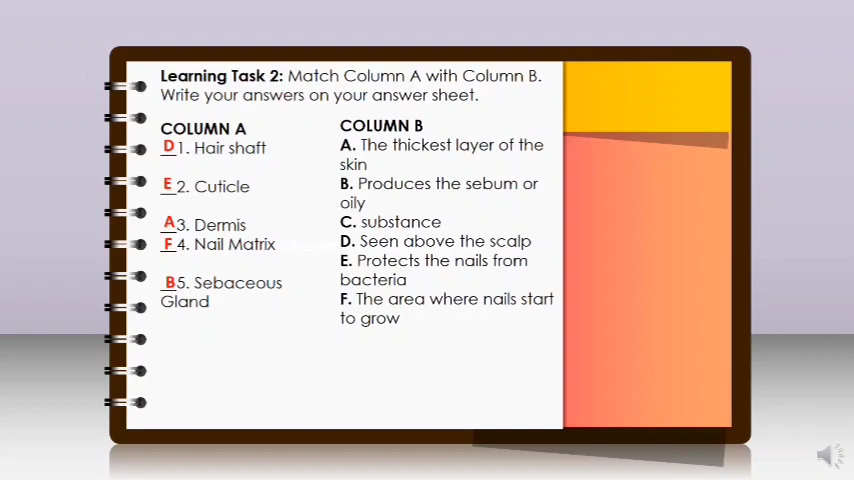 Learning Task 2: Match Column A with Column B.
Write your answers on your answer sheet.
COLUMN A
D 1. Hair shaft
E 2. Cuticle
A 3. Dermis
F 4. Nail Matrix
B 5. Sebaceous
Gland
COLUMN B
A. The thickest layer of the
skin
B. Produces the sebum or
oily
C. substance
D. Seen above the scalp
E. Protects the nails from
bacteria
F. The area where nails start
to grow